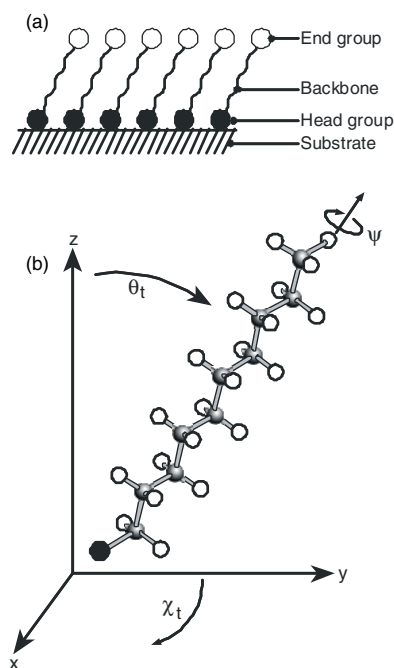 (a)
End group
Backbone
Head group
Substrate
(b)
z
θt
ψ
y
χt
x